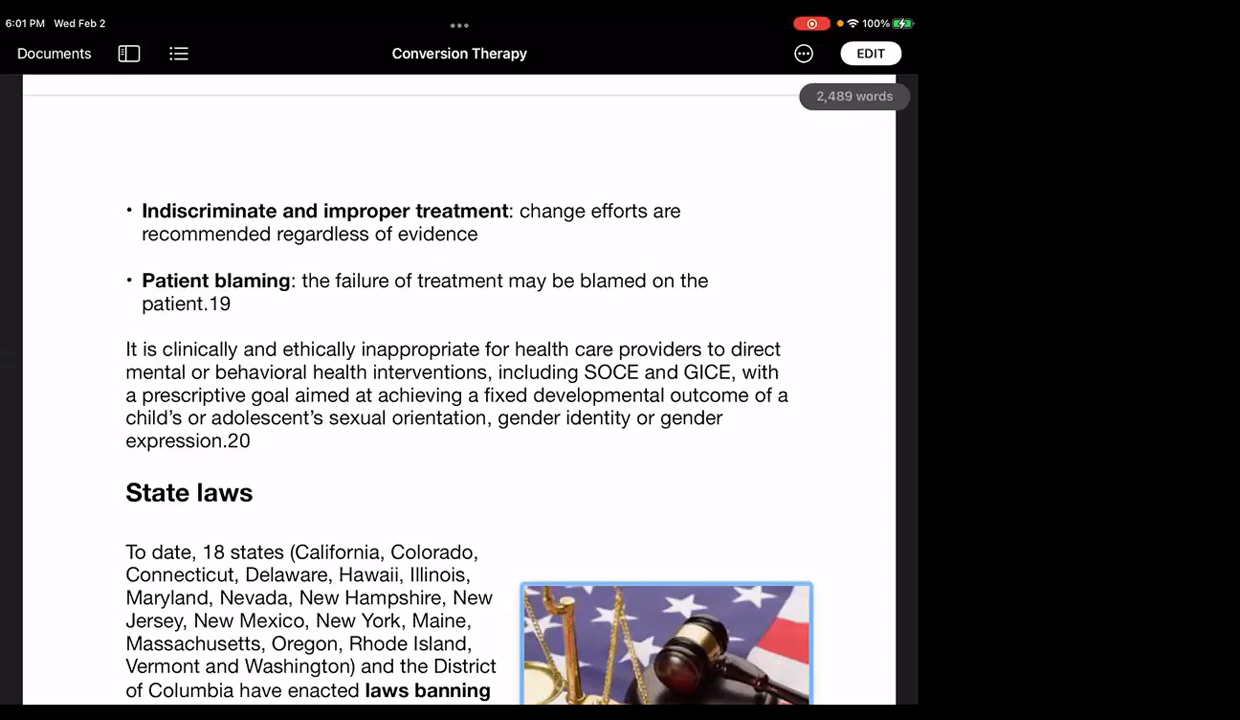 6:01 PM Wed Feb 2
100%
Documents
Conversion Therapy
EDIT
2,489 words
• Indiscriminate and improper treatment: change efforts are
recommended regardless of evidence
• Patient blaming: the failure of treatment may be blamed on the
patient.19
It is clinically and ethically inappropriate for health care providers to direct
mental or behavioral health interventions, including SOCE and GICE, with
a prescriptive goal aimed at achieving a fixed developmental outcome of a
child’s or adolescent’s sexual orientation, gender identity or gender
expression.20
State laws
To date, 18 states (California, Colorado,
Connecticut, Delaware, Hawaii, Illinois,
Maryland, Nevada, New Hampshire, New
Jersey, New Mexico, New York, Maine,
Massachusetts, Oregon, Rhode Island,
Vermont and Washington) and the District
of Columbia have enacted laws banning